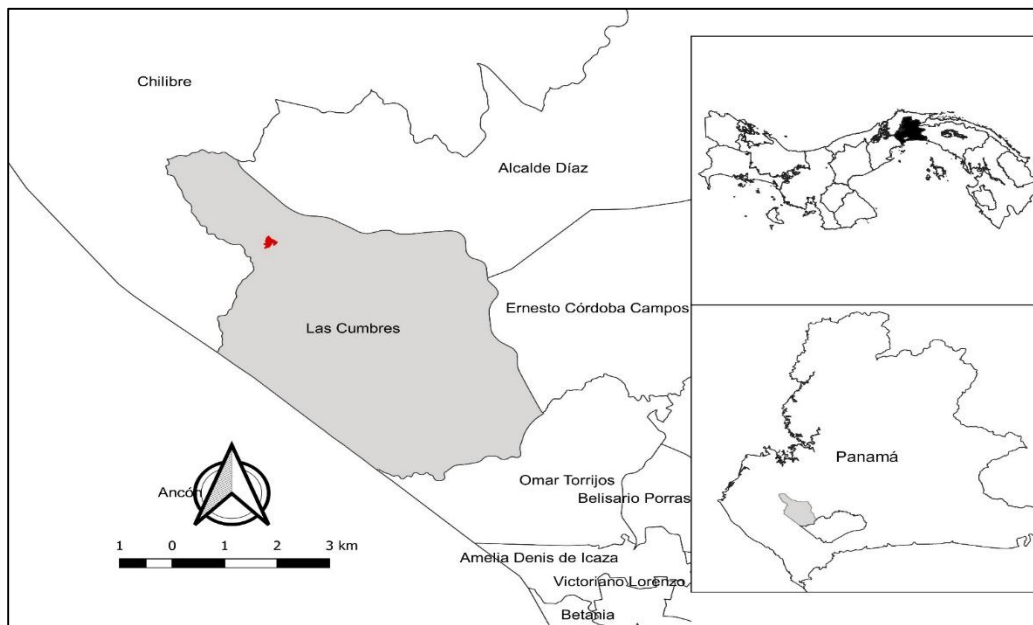 Chilibre
Alcalde Díaz
Ernesto Córdoba Campos
Las Cumbres
Panamá
Omar Torrijos
Ancón
Belisario Porras
1 0 1 2 3 km
Amelia Denis de Icaza
Victoriano Lorenzo
Betania